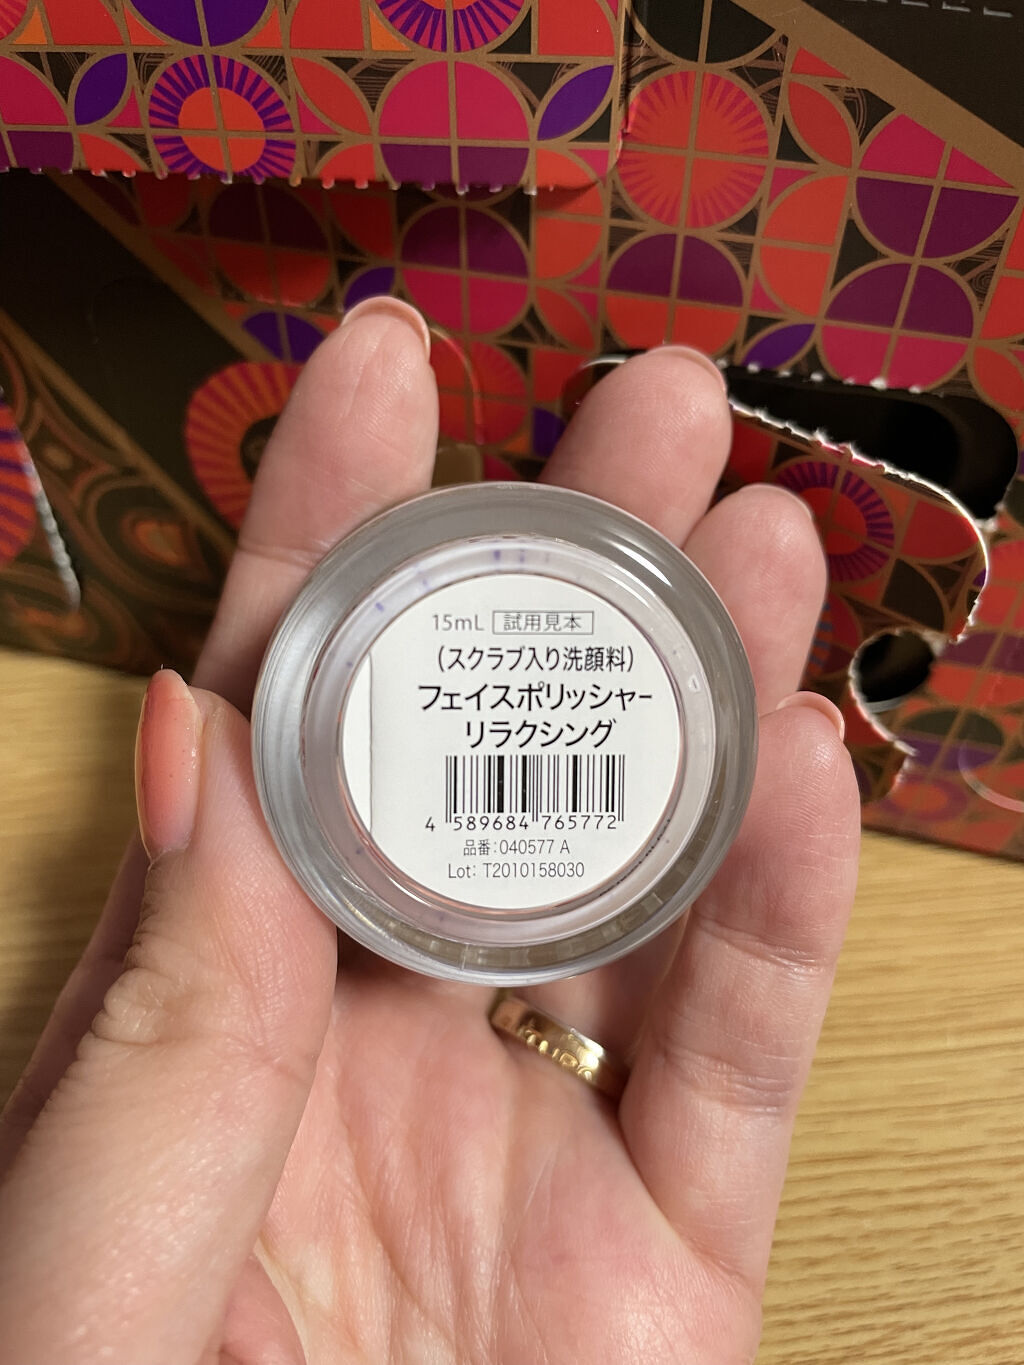 15mL 試用見本
(スクラブ入り洗顔料)
フェイスポリッシャー
リラクシング
4 589684 765772
品番:040577 A
Lot: T2010158030